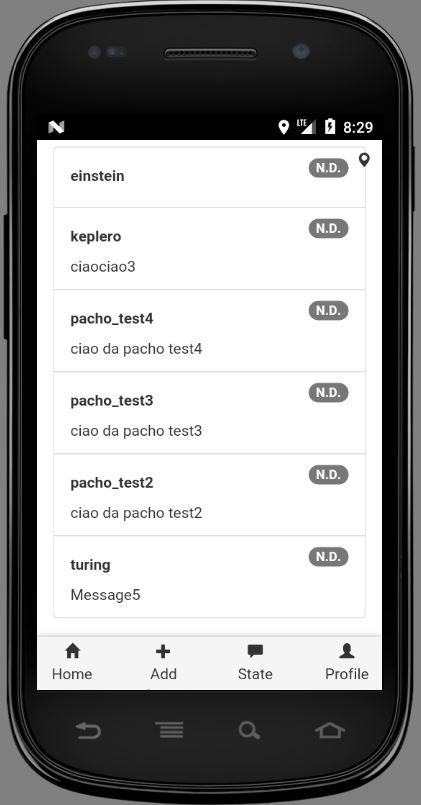 LTE 8:29
einstein N.D.
keplero N.D.
ciaociao3
pacho_test4 N.D.
ciao da pacho test4
pacho_test3 N.D.
ciao da pacho test3
pacho_test2 N.D.
ciao da pacho test2
turing N.D.
Message5
Home Add State Profile